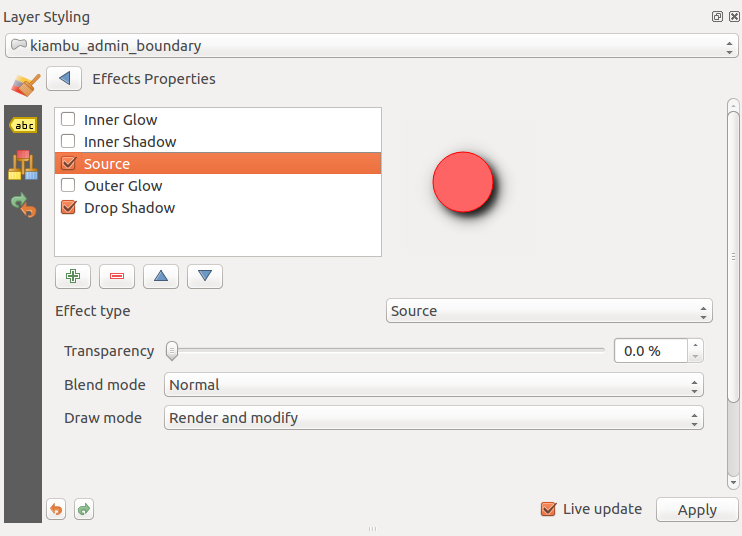 Layer Styling
kiambu_admin_boundary
Effects Properties
abc
Inner Glow
Inner Shadow
Source
Outer Glow
Drop Shadow
Effect type
Source
Transparency
0.0 %
Blend mode
Normal
Draw mode
Render and modify
Live update
Apply